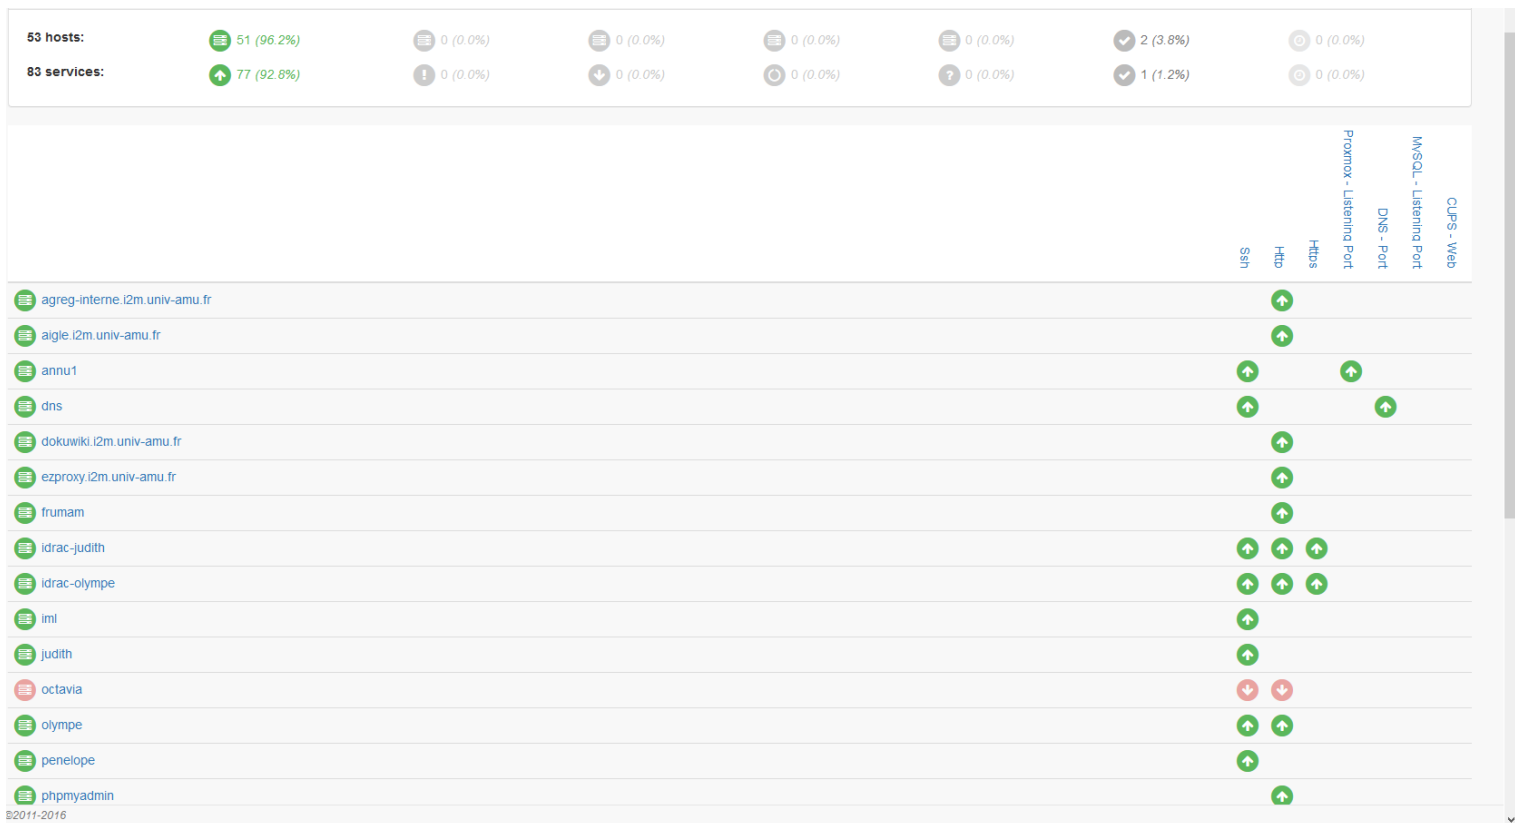 53 hosts: 51 (96.2%) 0 (0.0%) 0 (0.0%) 0 (0.0%) 0 (0.0%) 2 (3.8%) 0 (0.0%)
83 services: 77 (92.8%) ! 0 (0.0%) 0 (0.0%) 0 (0.0%) ? 0 (0.0%) 1 (1.2%) 0 (0.0%)
Ssh
Http
Https
Proxmox - Listening Port
DNS - Port
MySQL - Listening Port
CUPS - Web
agreg-interne.i2m.univ-amu.fr
aigle.i2m.univ-amu.fr
annu1
dns
dokuwiki.i2m.univ-amu.fr
ezproxy.i2m.univ-amu.fr
frumam
idrac-judith
idrac-olympe
iml
judith
octavia
olympe
penelope
phpmyadmin
©2011-2016